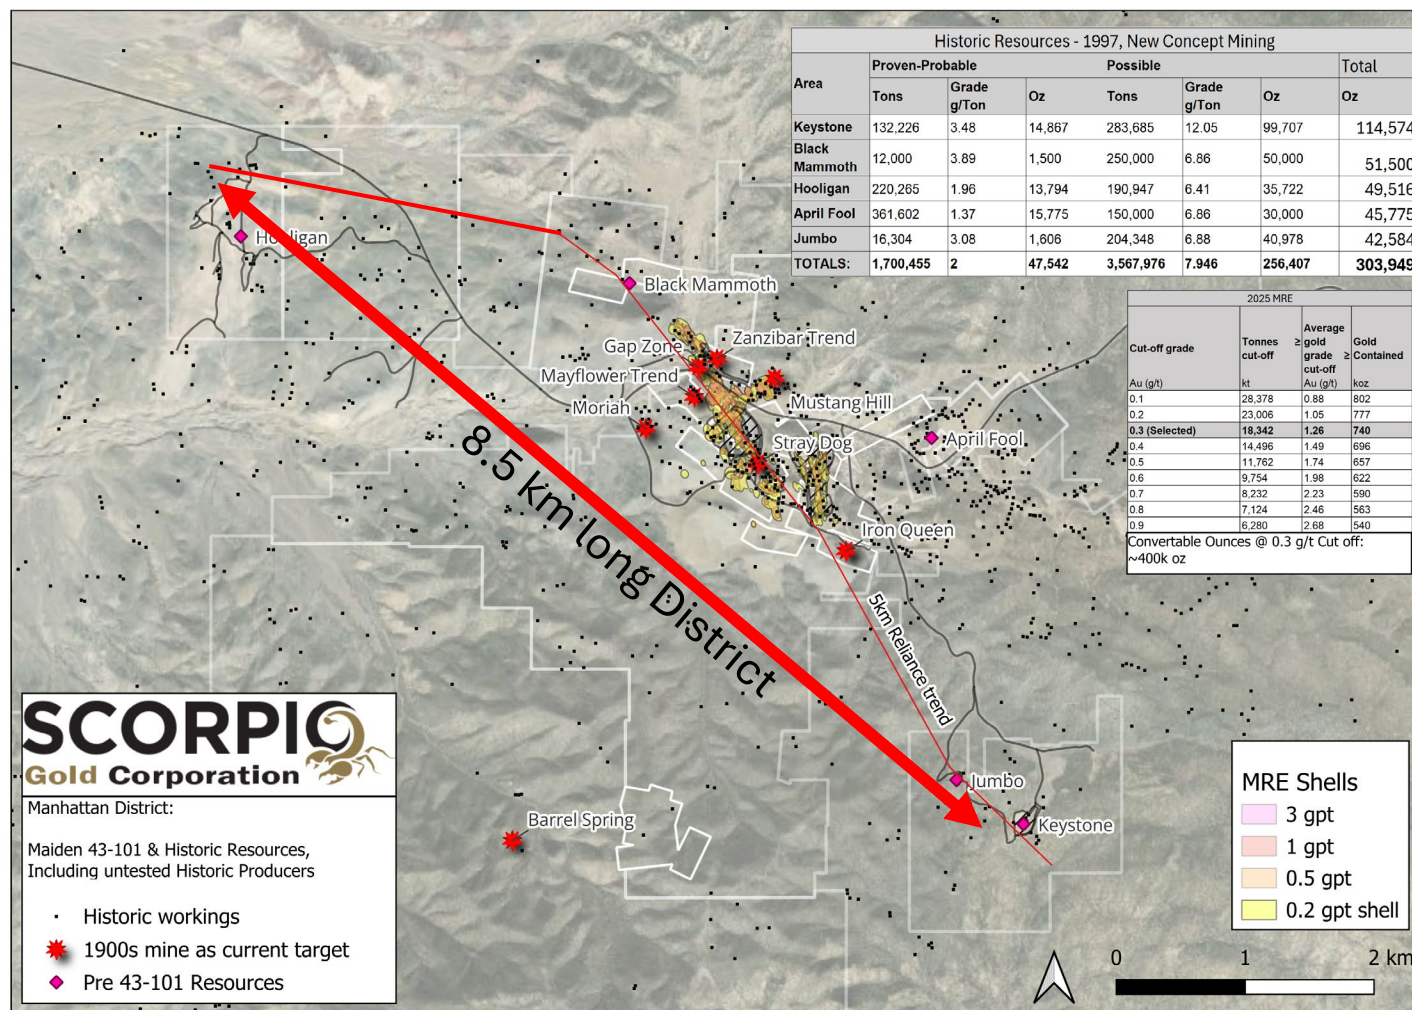 Historic Resources - 1997, New Concept Mining
Area Proven-Probable Possible Total
Tons Grade g/Ton Oz Tons Grade g/Ton Oz Oz
Keystone 132,226 3.48 14,867 283,685 12.05 99,707 114,574
Black Mammoth 12,000 3.89 1,500 250,000 6.86 50,000 51,500
Hooligan 220,265 1.96 13,794 190,947 6.41 35,722 49,516
April Fool 361,602 1.37 15,775 150,000 6.86 30,000 45,775
Jumbo 16,304 3.08 1,606 204,348 6.88 40,978 42,584
TOTALS: 1,700,455 2 47,542 3,567,976 7.946 256,407 303,949
2025 MRE
Cut-off grade Tonnes ≥ cut-off Average gold grade ≥ cut-off Gold Contained
Au (g/t) kt Au (g/t) koz
0.1 28,378 0.88 802
0.2 23,006 1.05 777
0.3 (Selected) 18,342 1.26 740
0.4 14,496 1.49 696
0.5 11,762 1.74 657
0.6 9,754 1.98 622
0.7 8,232 2.23 590
0.8 7,124 2.46 563
0.9 6,280 2.68 540
Convertable Ounces @ 0.3 g/t Cut off:
~400k oz
Hooligan
Black Mammoth
Zanzibar Trend
Gap Zone
Mayflower Trend
Mustang Hill
Moriah
Stray Dog
April Fool
Iron Queen
8.5 km long District
5km Reliance trend
Jumbo
Keystone
Barrel Spring
SCORPIO
Gold Corporation
Manhattan District:
Maiden 43-101 & Historic Resources,
Including untested Historic Producers
Historic workings
1900s mine as current target
Pre 43-101 Resources
MRE Shells
3 gpt
1 gpt
0.5 gpt
0.2 gpt shell
0 1 2 km